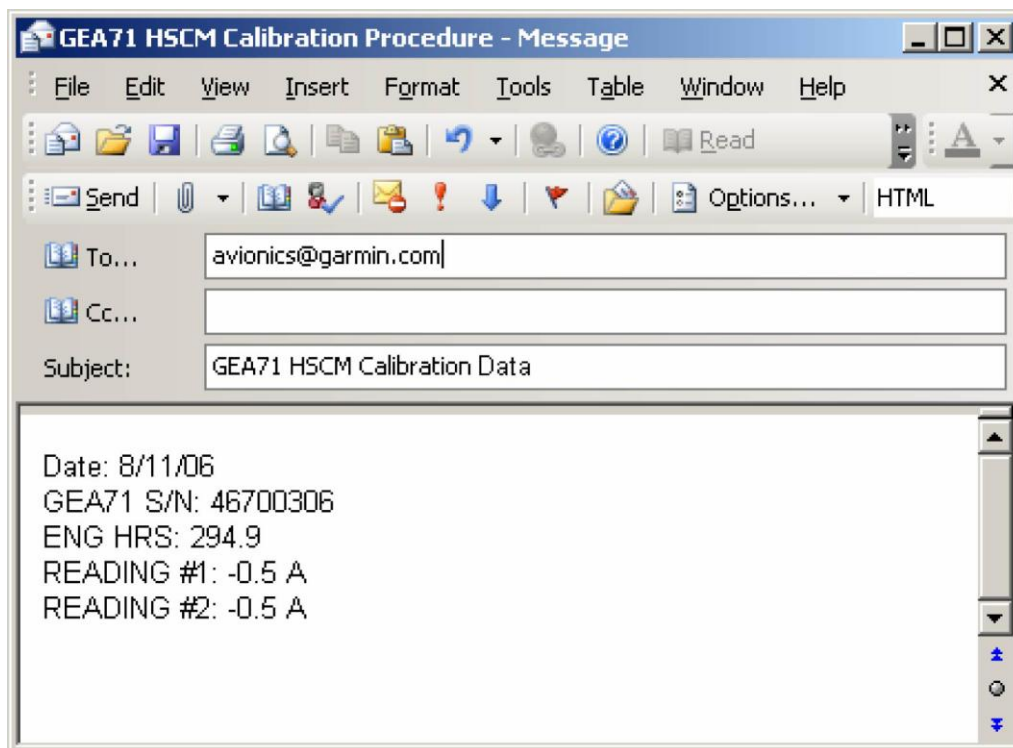 GEA71 HSCM Calibration Procedure - Message
File Edit View Insert Format Tools Table Window Help
Read A
Send Options... HTML
To... avionics@garmin.com
Cc...
Subject: GEA71 HSCM Calibration Data
Date: 8/11/06
GEA71 S/N: 46700306
ENG HRS: 294.9
READING #1: -0.5 A
READING #2: -0.5 A